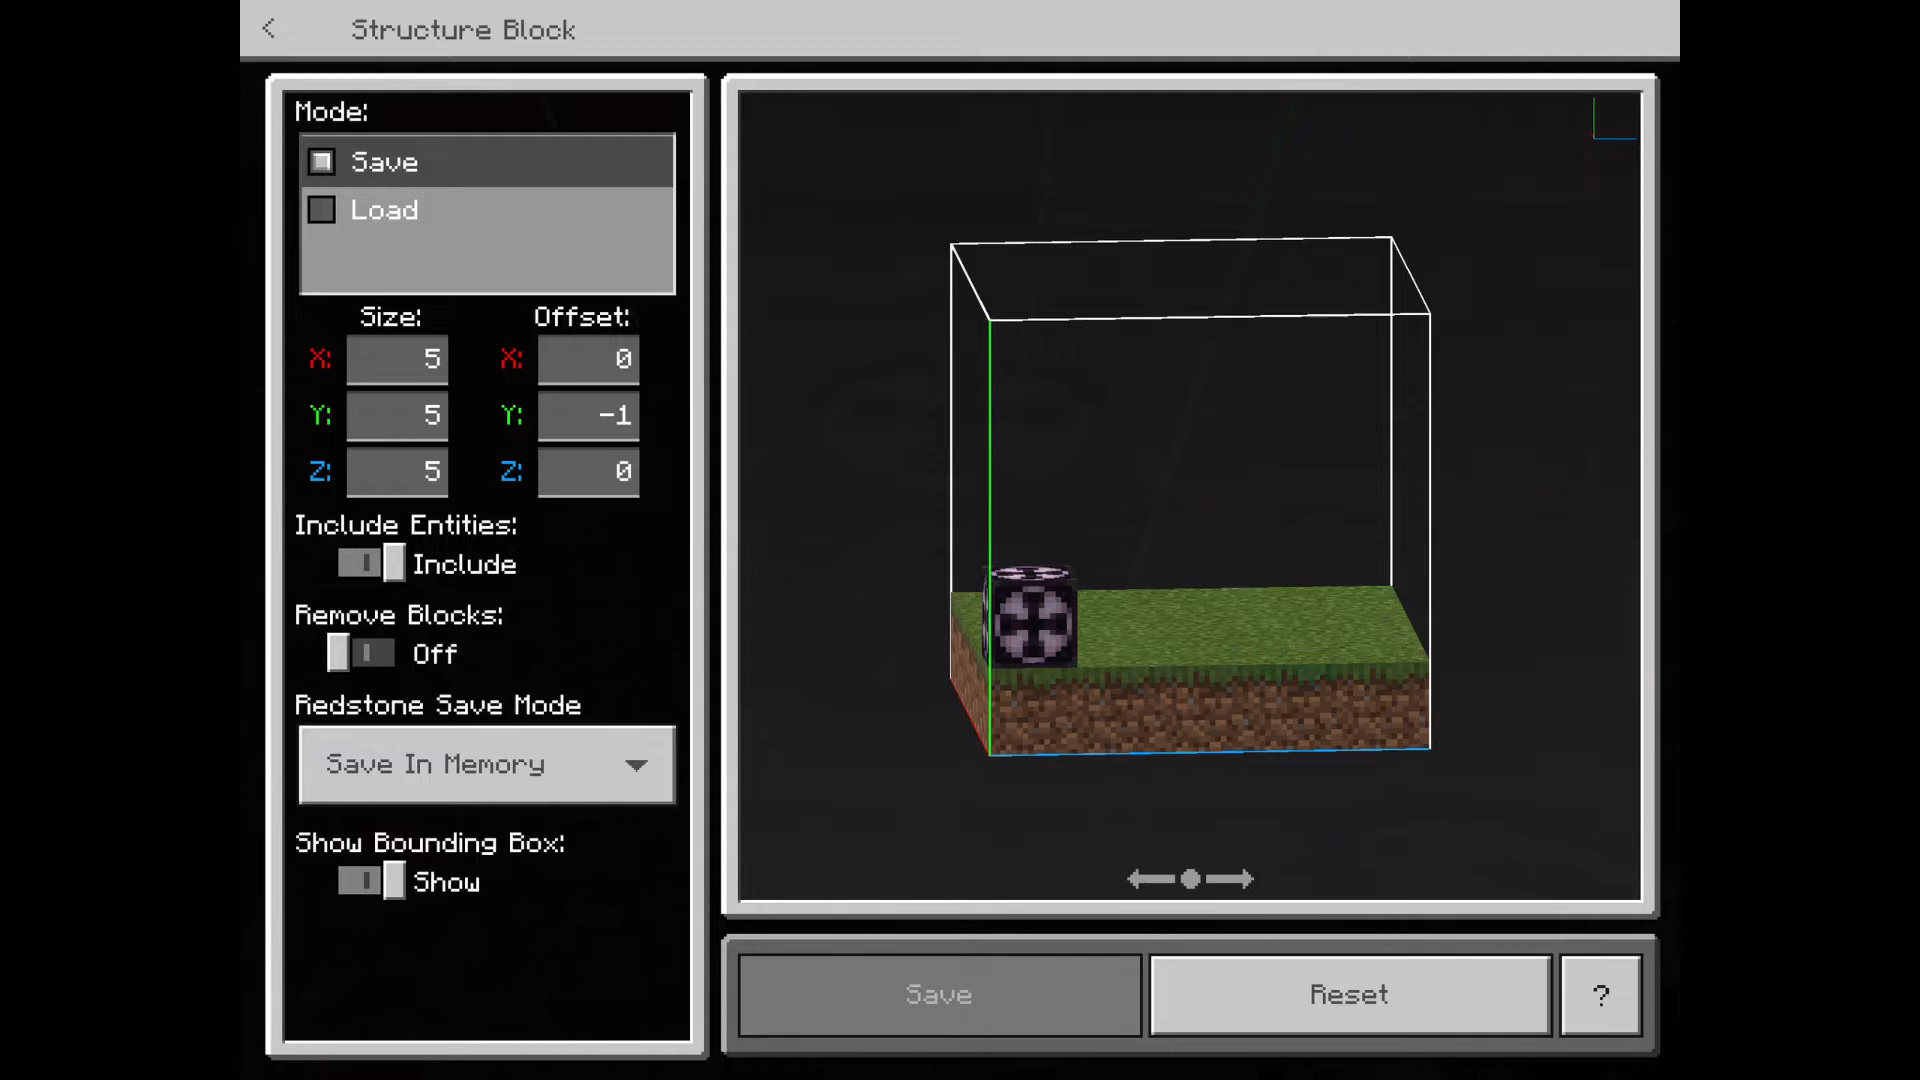 Structure Block
Mode:
Save
Load
Size: Offset:
X: 5 X: 0
Y: 5 Y: -1
Z: 5 Z: 0
Include Entities:
Include
Remove Blocks:
Off
Redstone Save Mode
Save In Memory
Show Bounding Box:
Show
Save Reset ?